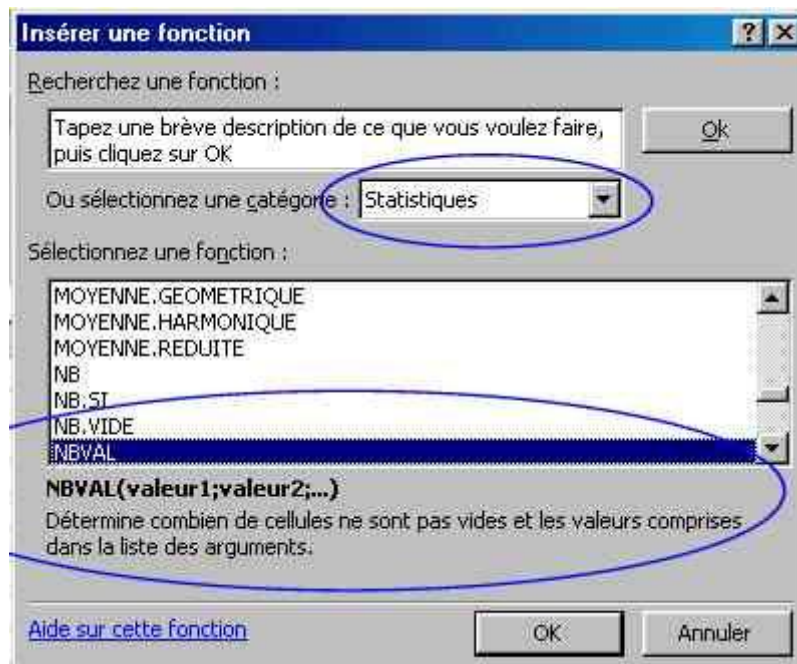 Insérer une fonction
Recherchez une fonction :
Tapez une brève description de ce que vous voulez faire,
puis cliquez sur OK
Ok
Ou sélectionnez une catégorie : Statistiques
Sélectionnez une fonction :
MOYENNE.GEOMETRIQUE
MOYENNE.HARMONIQUE
MOYENNE.REDUITE
NB
NB.SI
NB.VIDE
NBVAL
NBVAL(valeur1;valeur2;...)
Détermine combien de cellules ne sont pas vides et les valeurs comprises
dans la liste des arguments.
Aide sur cette fonction
OK
Annuler